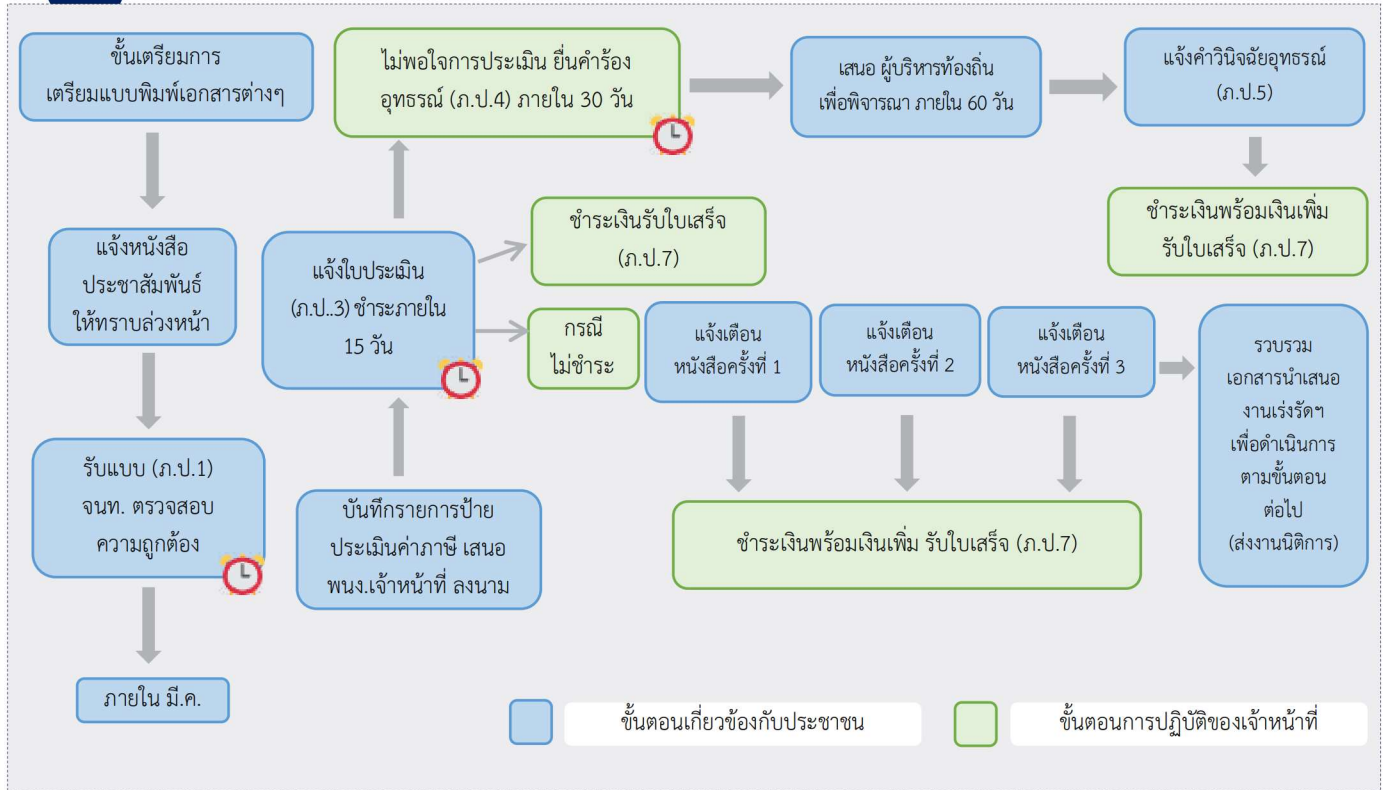 ขั้นเตรียมการ
เตรียมแบบพิมพ์เอกสารต่างๆ
แจ้งหนังสือ
ประชาสัมพันธ์
ให้ทราบล่วงหน้า
รับแบบ (ภ.ป.1)
จนท. ตรวจสอบ
ความถูกต้อง
ภายใน มี.ค.
บันทึกรายการป้าย
ประเมินค่าภาษี เสนอ
พนง.เจ้าหน้าที่ ลงนาม
แจ้งใบประเมิน
(ภ.ป..3) ชำระภายใน
15 วัน
ไม่พอใจการประเมิน ยื่นคำร้อง
อุทธรณ์ (ภ.ป.4) ภายใน 30 วัน
เสนอ ผู้บริหารท้องถิ่น
เพื่อพิจารณา ภายใน 60 วัน
แจ้งคำวินิจฉัยอุทธรณ์
(ภ.ป.5)
ชำระเงินพร้อมเงินเพิ่ม
รับใบเสร็จ (ภ.ป.7)
ชำระเงินรับใบเสร็จ
(ภ.ป.7)
กรณี
ไม่ชำระ
แจ้งเตือน
หนังสือครั้งที่ 1
แจ้งเตือน
หนังสือครั้งที่ 2
แจ้งเตือน
หนังสือครั้งที่ 3
รวบรวม
เอกสารนำเสนอ
งานเร่งรัดฯ
เพื่อดำเนินการ
ตามขั้นตอน
ต่อไป
(ส่งงานนิติการ)
ชำระเงินพร้อมเงินเพิ่ม รับใบเสร็จ (ภ.ป.7)
ขั้นตอนเกี่ยวข้องกับประชาชน
ขั้นตอนการปฏิบัติของเจ้าหน้าที่